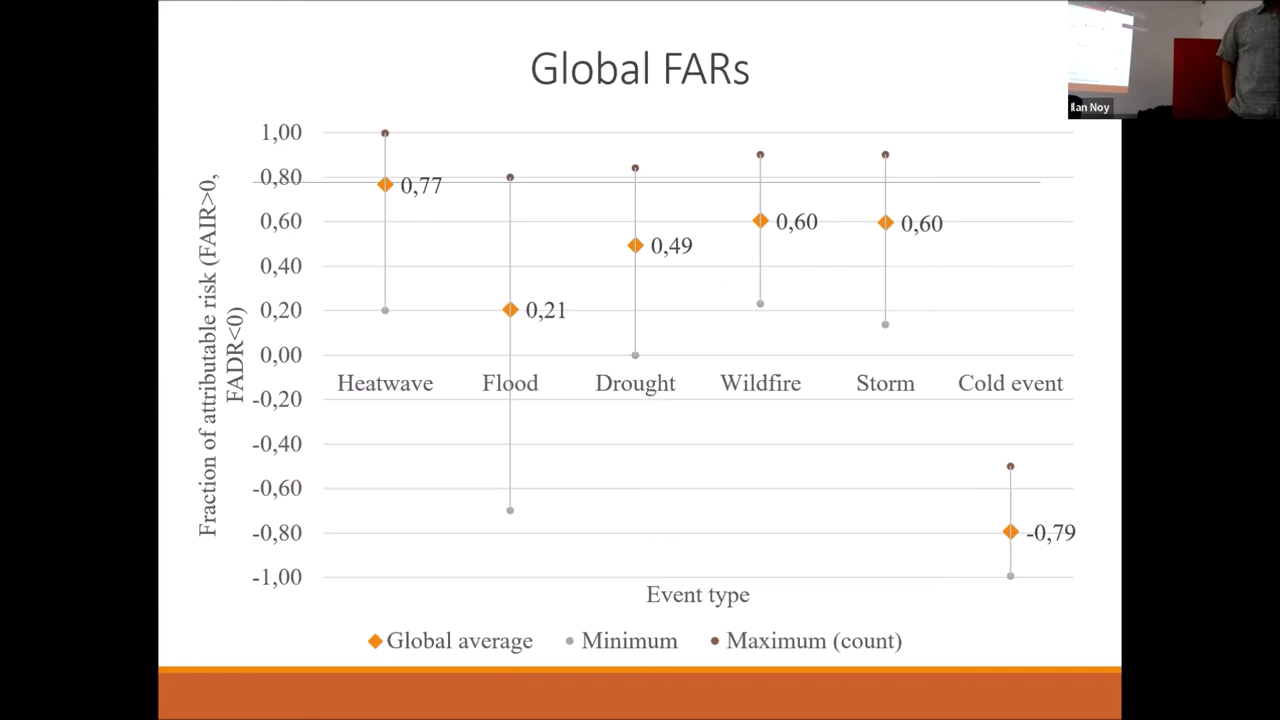 Global FARs
Ilan Noy
1,00
0,80
0,60
0,40
0,20
0,00
-0,20
-0,40
-0,60
-0,80
-1,00
Fraction of attributable risk (FAIR>0,
FADR<0)
0,77
0,21
0,49
0,60
0,60
-0,79
Heatwave
Flood
Drought
Wildfire
Storm
Cold event
Event type
Global average
Minimum
Maximum (count)